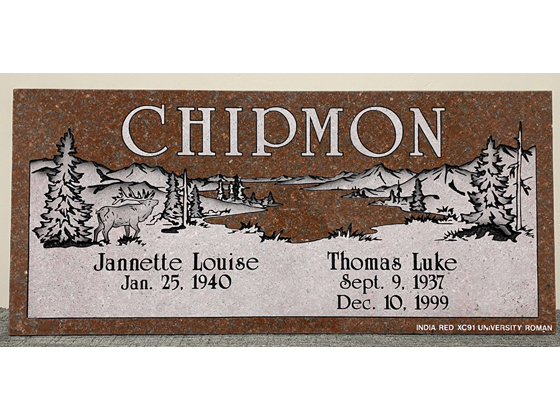 CHIPMON
Jannette Louise
Jan. 25, 1940
Thomas Luke
Sept. 9, 1937
Dec. 10, 1999
INDIA RED XC91 UNIVERSITY ROMAN